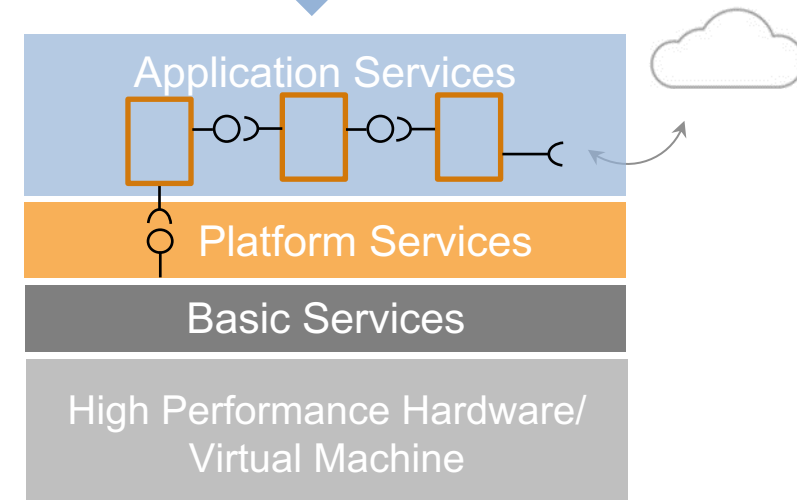 Application Services
Platform Services
Basic Services
High Performance Hardware/
Virtual Machine